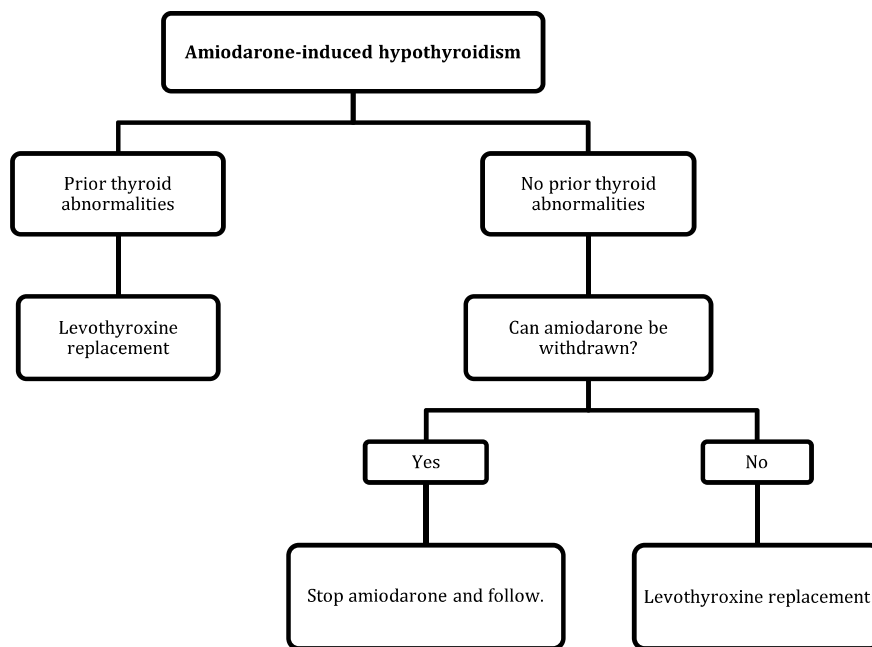 Amiodarone-induced hypothyroidism
Prior thyroid
abnormalities
No prior thyroid
abnormalities
Levothyroxine
replacement
Can amiodarone be
withdrawn?
Yes
No
Stop amiodarone and follow.
Levothyroxine replacement